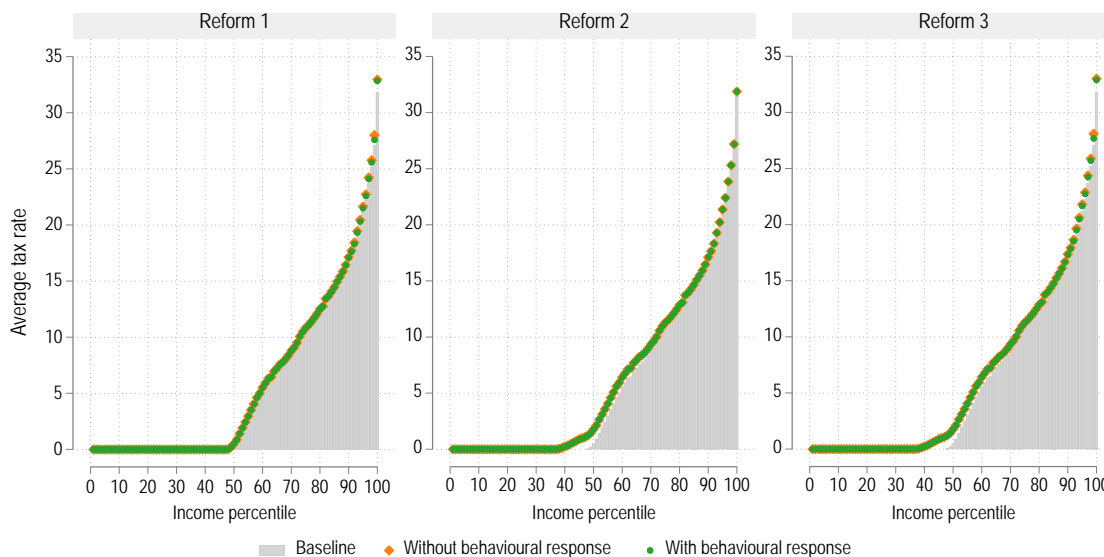 Reform 1
Reform 2
Reform 3
Average tax rate
35
30
25
20
15
10
5
0
0 10 20 30 40 50 60 70 80 90 100
Income percentile
35
30
25
20
15
10
5
0
0 10 20 30 40 50 60 70 80 90 100
Income percentile
35
30
25
20
15
10
5
0
0 10 20 30 40 50 60 70 80 90 100
Income percentile
Baseline Without behavioural response With behavioural response